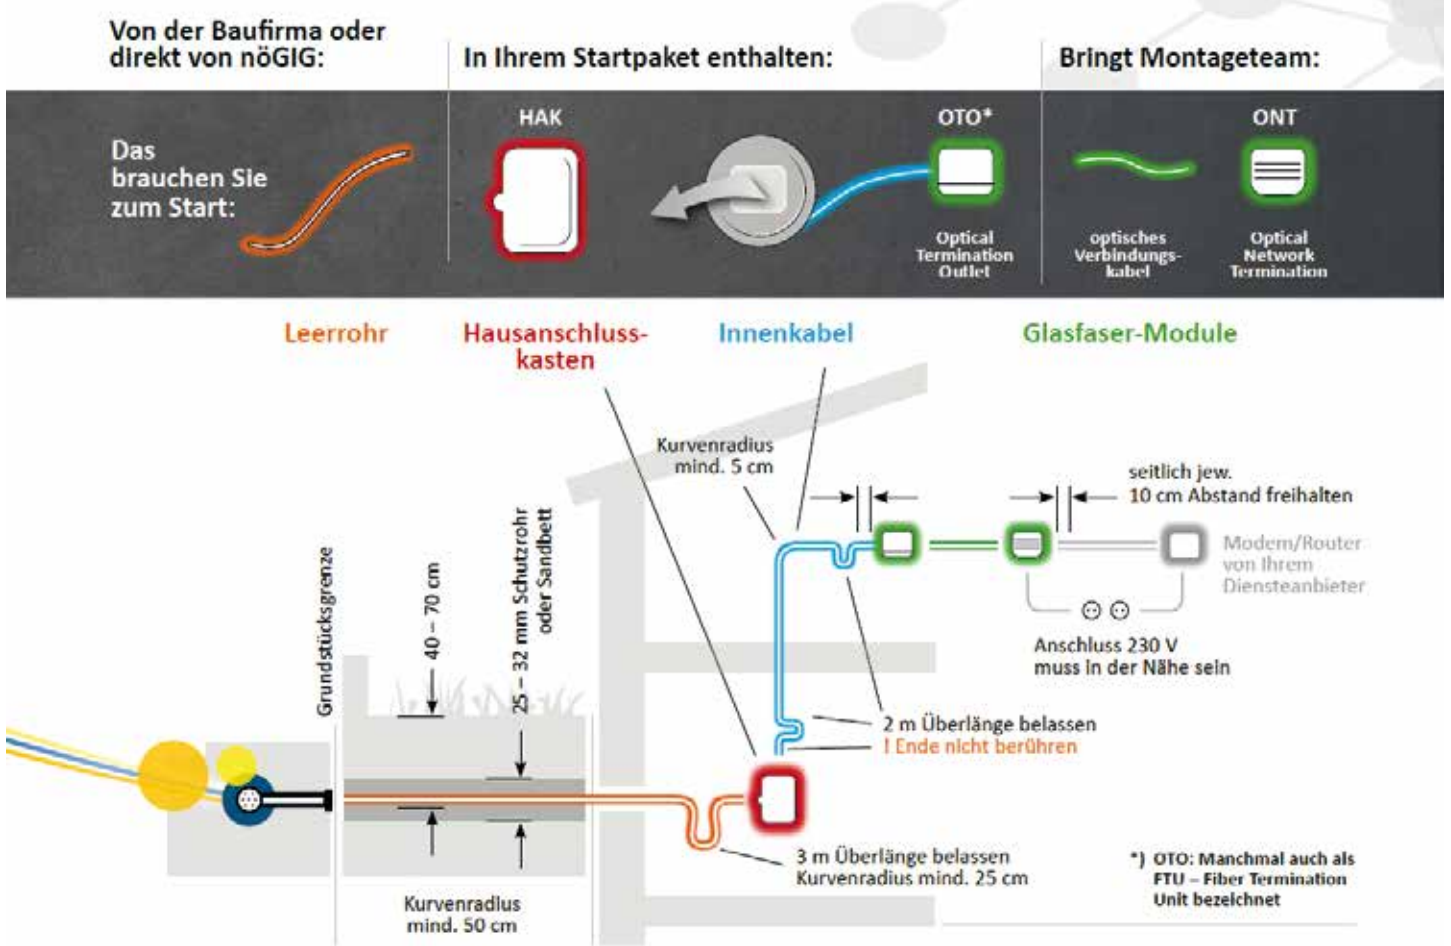 Von der Baufirma oder
direkt von nöGIG:
In Ihrem Startpaket enthalten:
Bringt Montageteam:
Das
brauchen Sie
zum Start:
HAK
OTO*
Optical
Termination
Outlet
optisches
Verbindungs-
kabel
ONT
Optical
Network
Termination
Leerrohr
Hausanschluss-
kasten
Innenkabel
Glasfaser-Module
Kurvenradius
mind. 5 cm
seitlich jew.
10 cm Abstand freihalten
Modem/Router
von Ihrem
Diensteanbieter
Anschluss 230 V
muss in der Nähe sein
Grundstücksgrenze
40 – 70 cm
25 – 32 mm Schutzrohr
oder Sandbett
2 m Überlänge belassen
! Ende nicht berühren
3 m Überlänge belassen
Kurvenradius mind. 25 cm
Kurvenradius
mind. 50 cm
*) OTO: Manchmal auch als
FTU – Fiber Termination
Unit bezeichnet